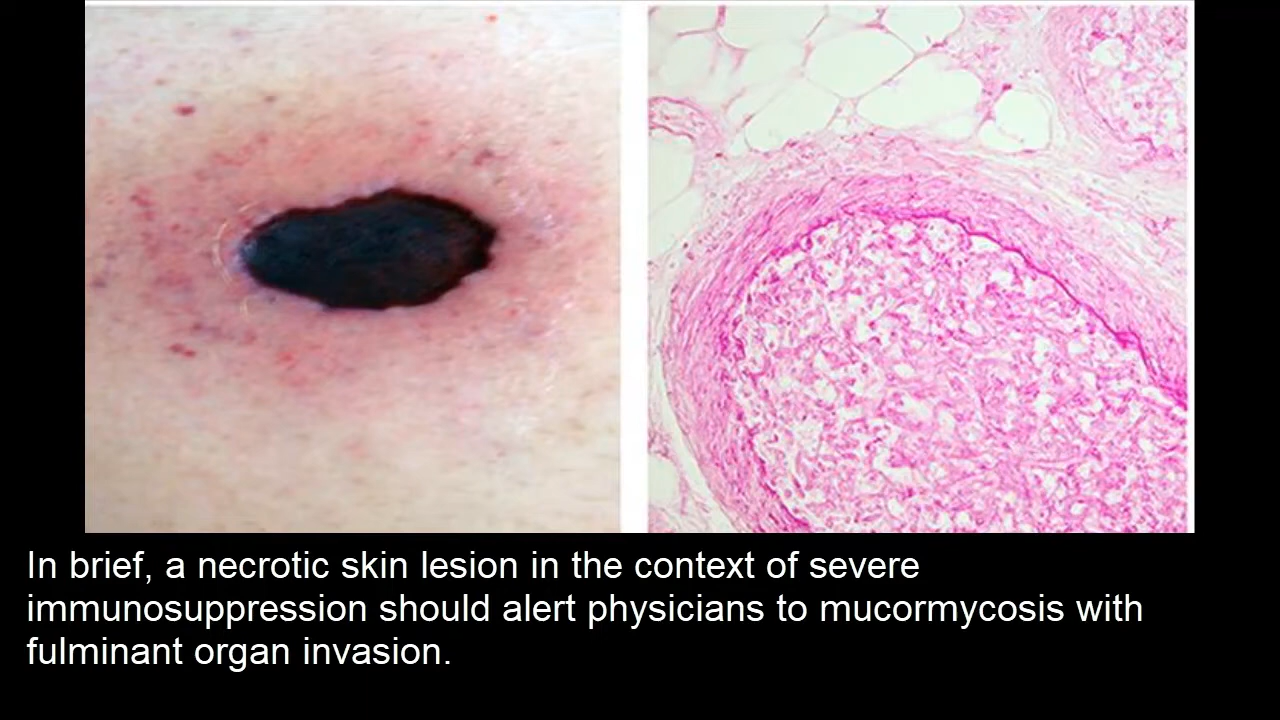 In brief, a necrotic skin lesion in the context of severe
immunosuppression should alert physicians to mucormycosis with
fulminant organ invasion.